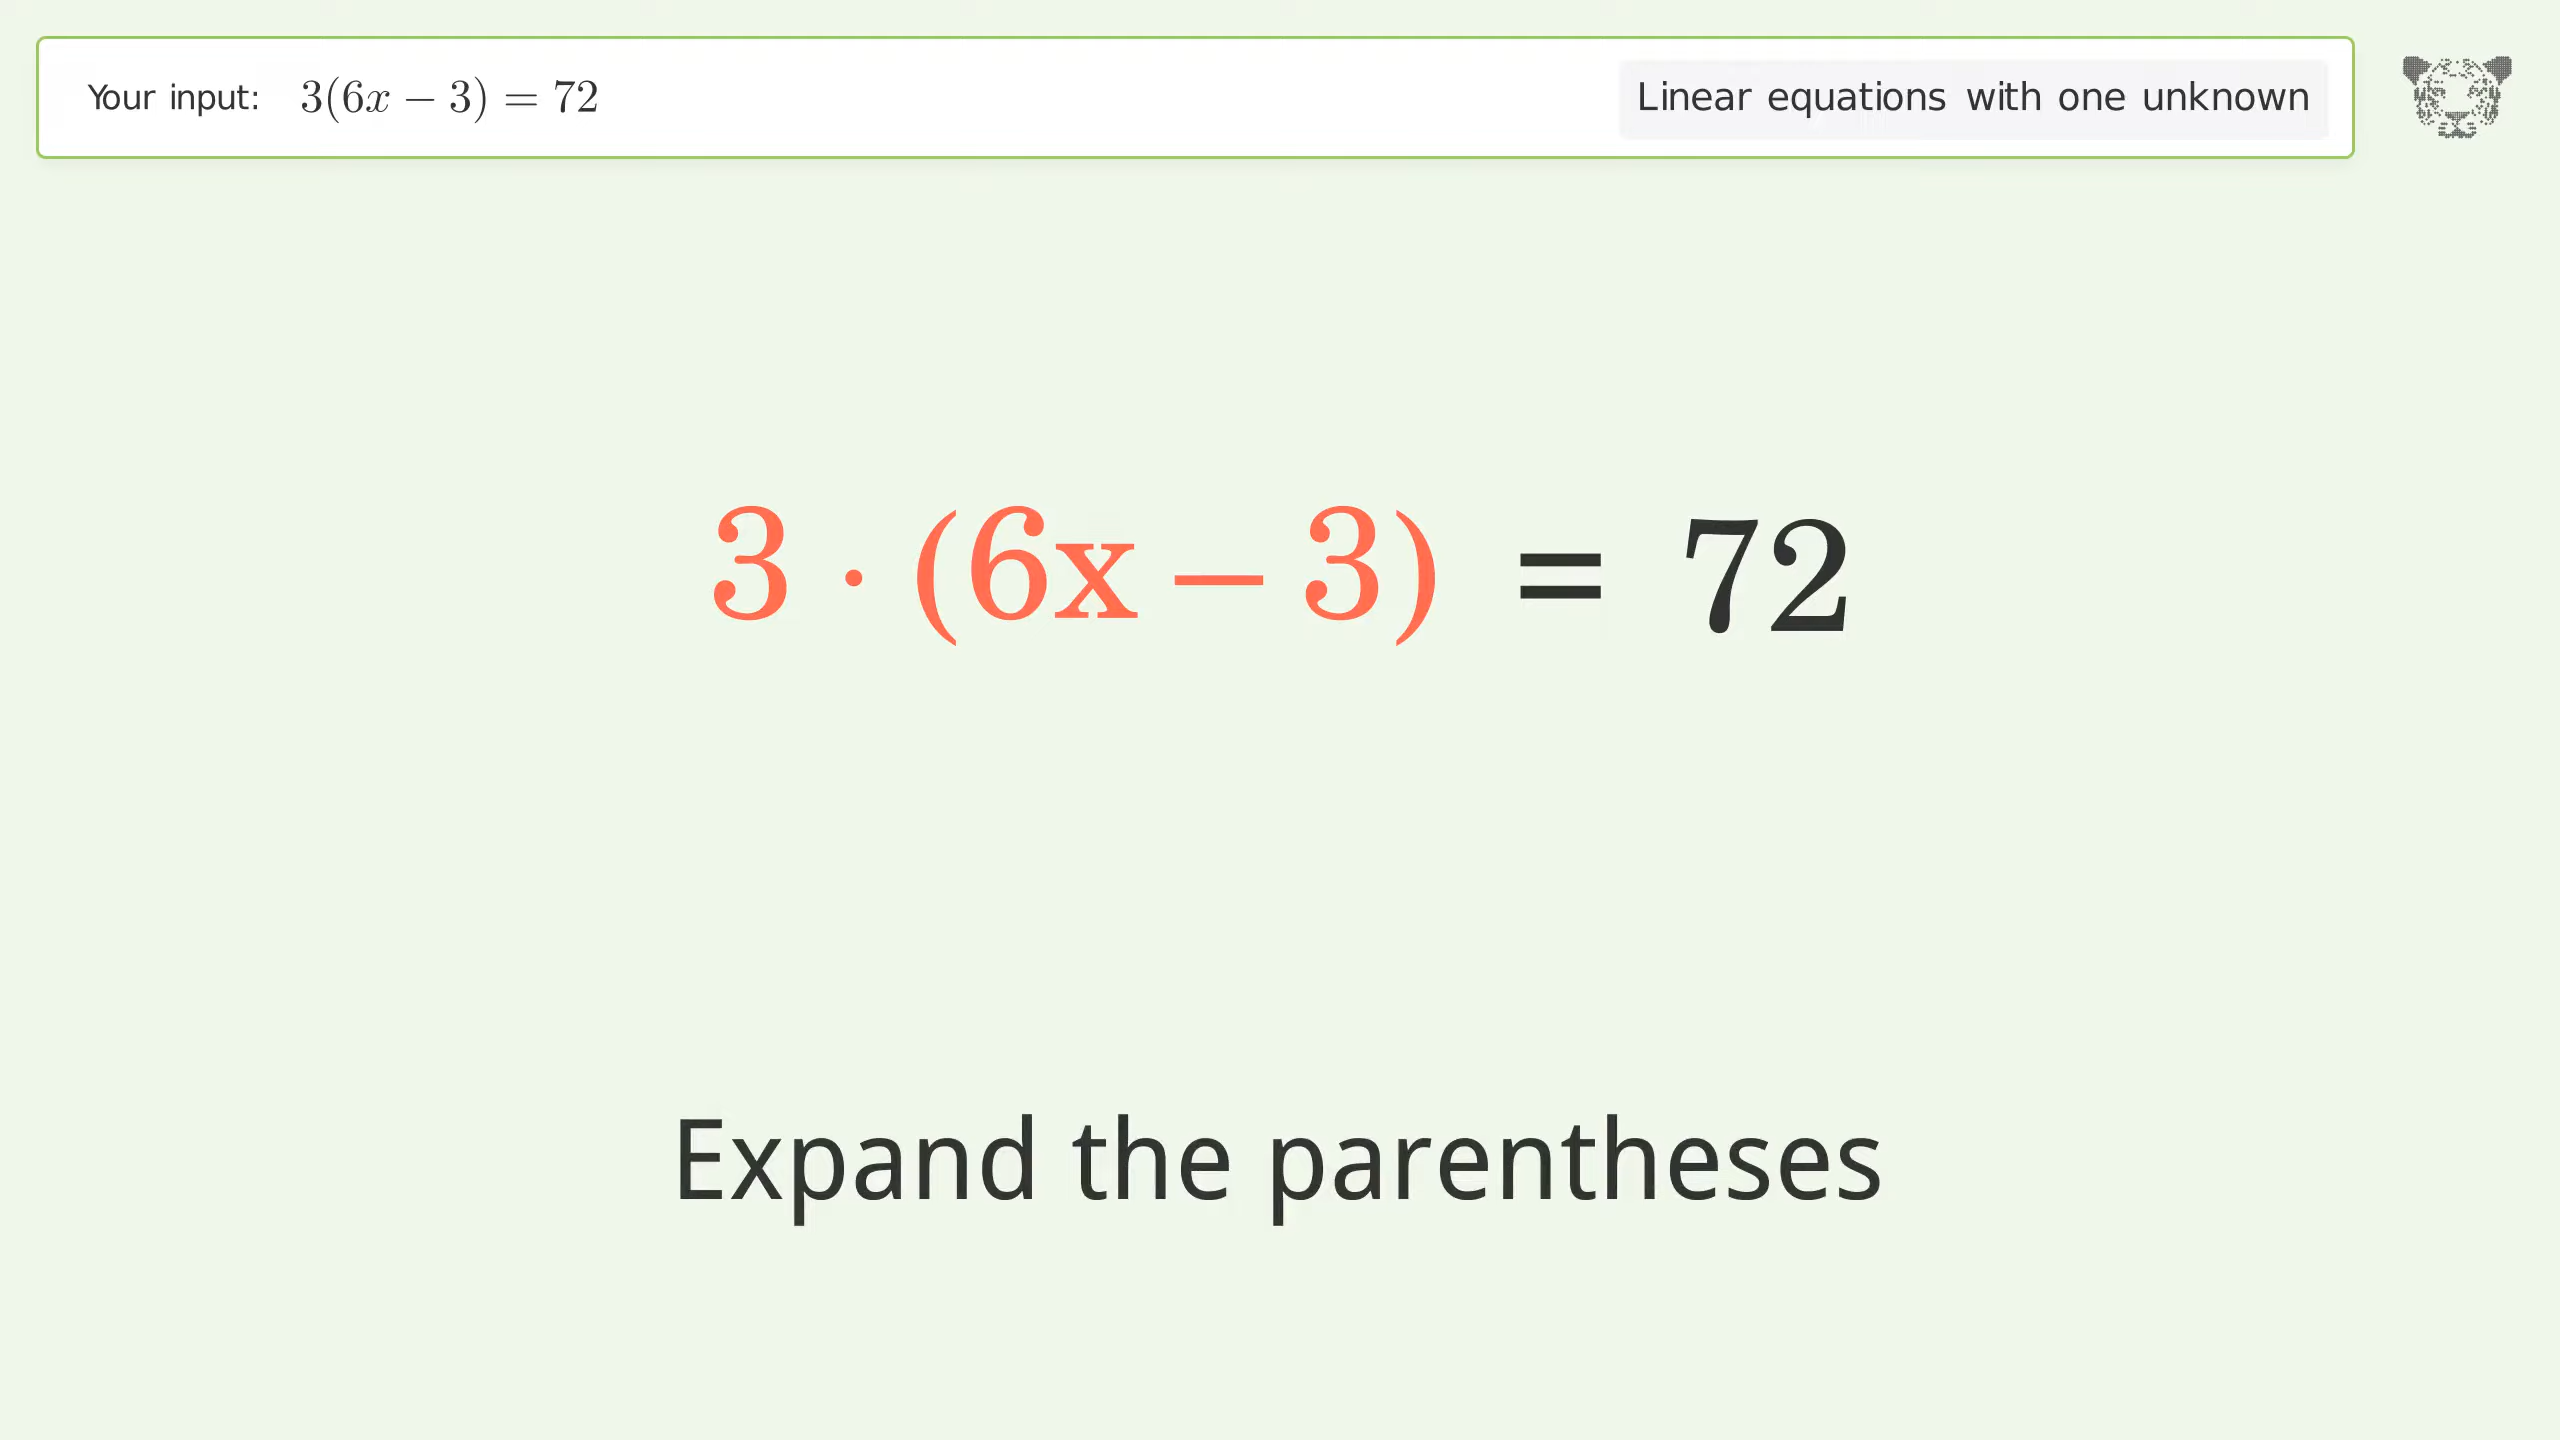 Your input: 3(6x − 3) = 72
Linear equations with one unknown
3 · (6x − 3) = 72
Expand the parentheses